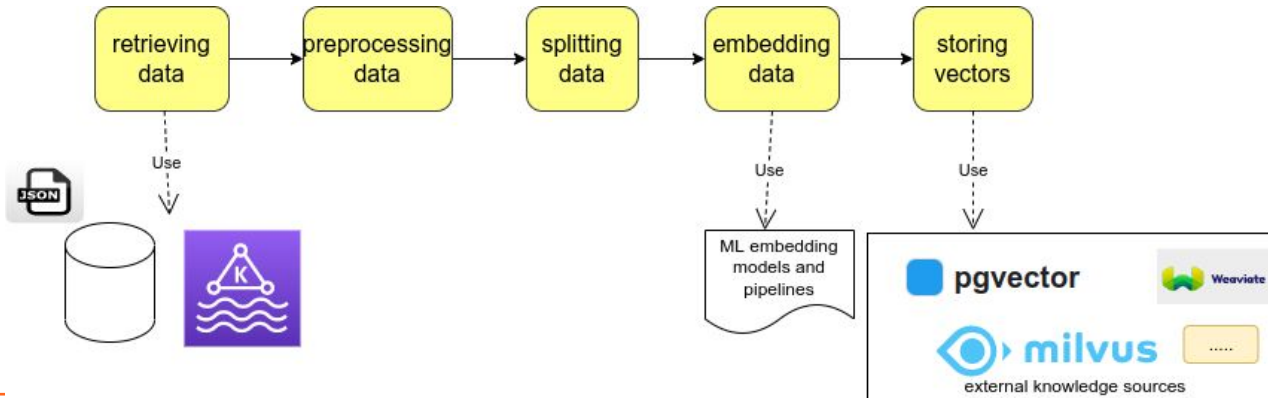 retrieving
data
preprocessing
data
splitting
data
embedding
data
storing
vectors
Use
Use
Use
JSON
K
ML embedding
models and
pipelines
pgvector
Weaviate
milvus
.....
external knowledge sources